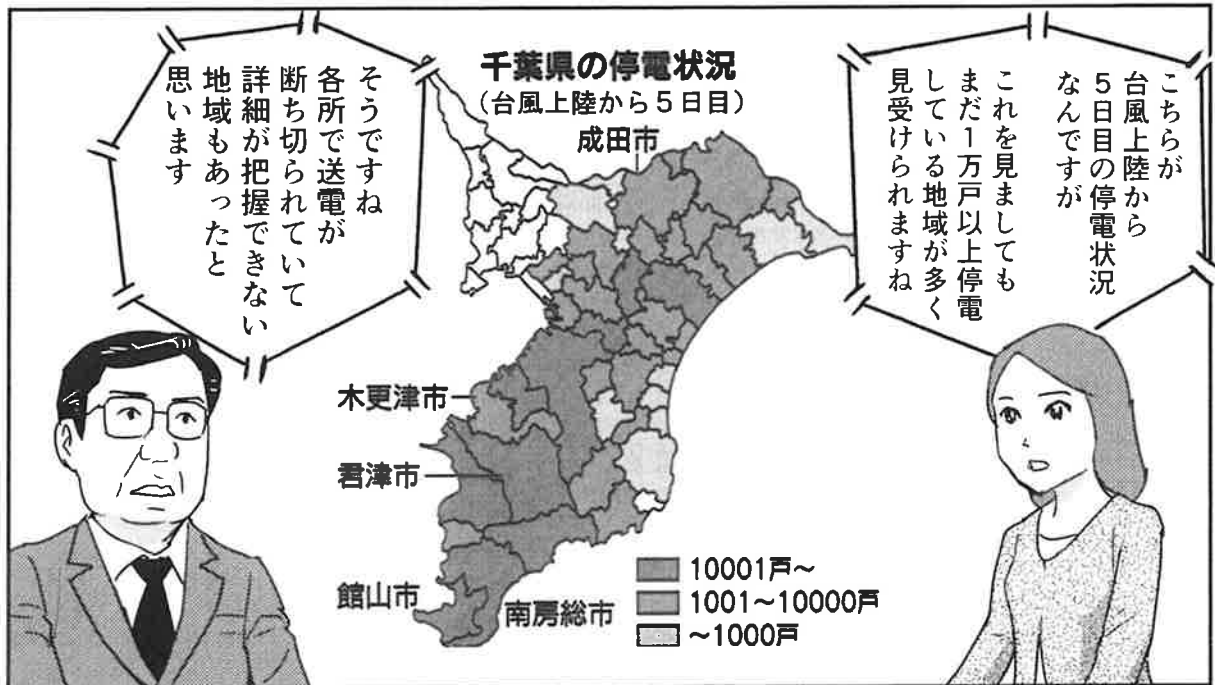 こちらが
台風上陸から
5日目の停電状況
なんですが
これを見ましても
まだ1万戸以上停電
している地域が多く
見受けられますね
千葉県の停電状況
(台風上陸から5日目)
成田市
木更津市
君津市
館山市
南房総市
10001戸~
1001~10000戸
~1000戸
そうですね
各所で送電が
断ち切られていて
詳細が把握できない
地域もあったと
思います